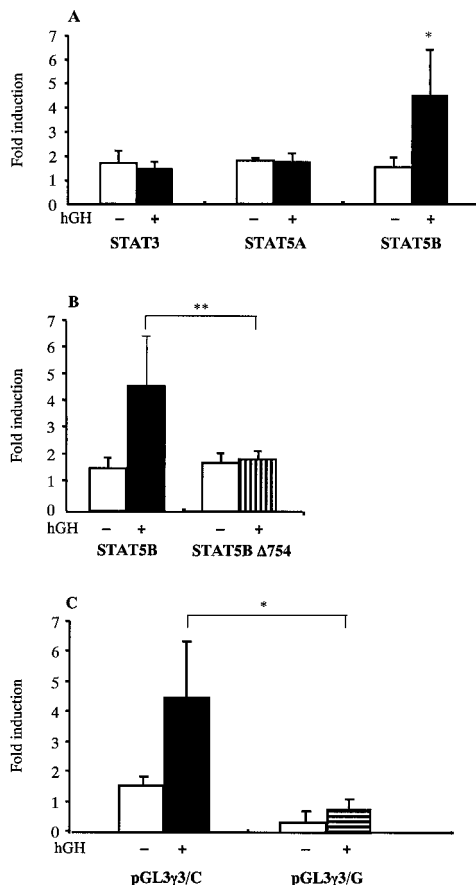 A
*
7
6
5
4
3
2
1
0
Fold induction
hGH − + − + − +
STAT3 STAT5A STAT5B
B
**
7
6
5
4
3
2
1
0
Fold induction
hGH − + − +
STAT5B STAT5B Δ754
C
*
7
6
5
4
3
2
1
0
Fold induction
hGH − + − +
pGL3γ3/C pGL3γ3/G